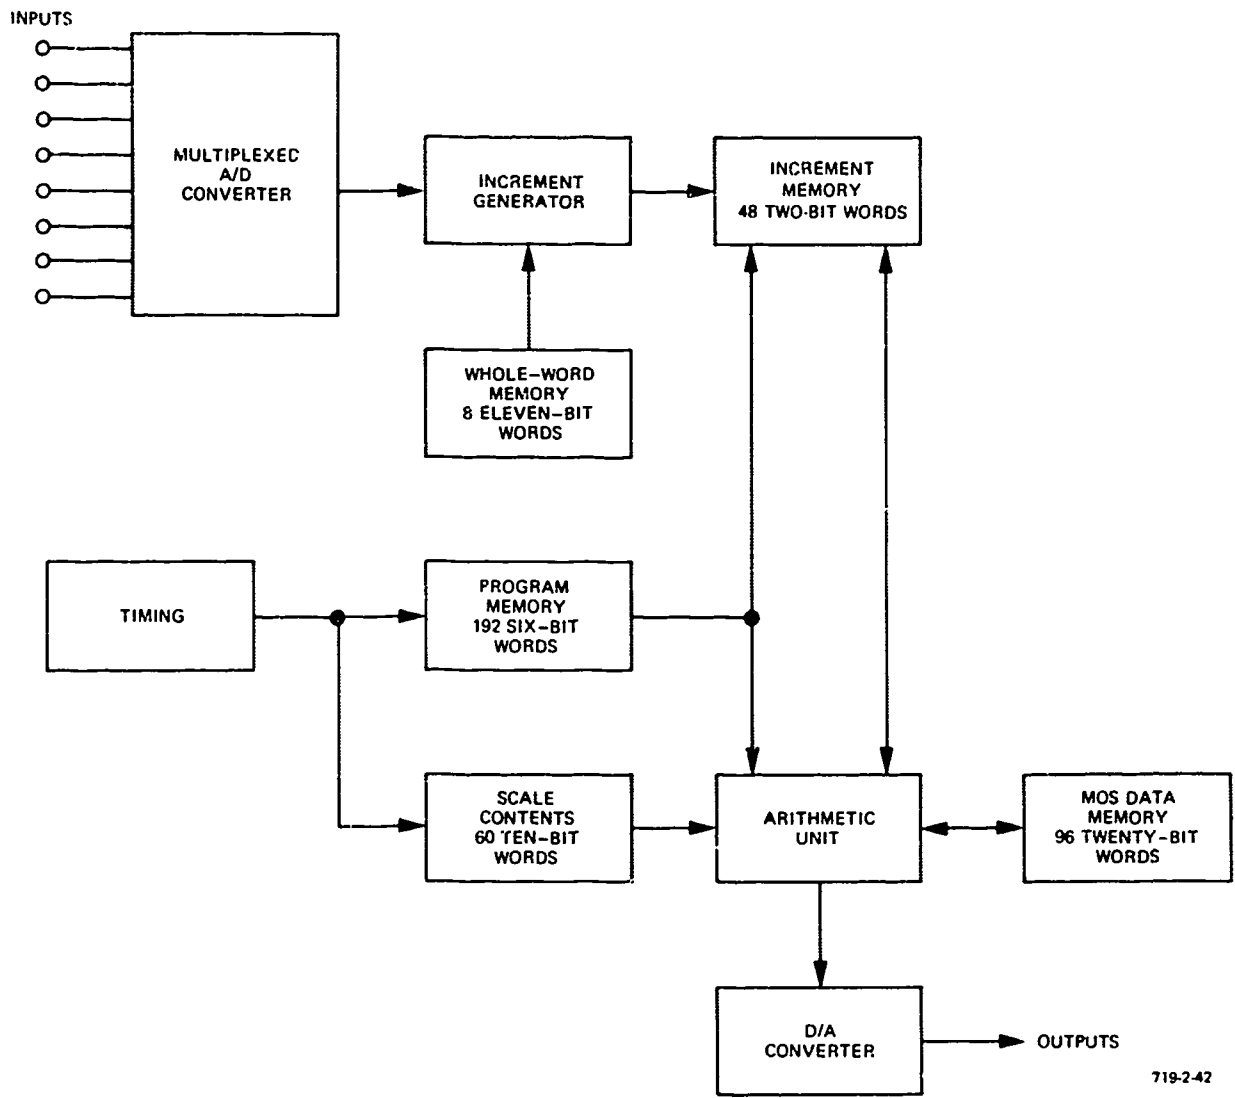 INPUTS
MULTIPLEXED
A/D
CONVERTER
INCREMENT
GENERATOR
INCREMENT
MEMORY
48 TWO-BIT WORDS
WHOLE-WORD
MEMORY
8 ELEVEN-BIT
WORDS
TIMING
PROGRAM
MEMORY
192 SIX-BIT
WORDS
SCALE
CONTENTS
60 TEN-BIT
WORDS
ARITHMETIC
UNIT
MOS DATA
MEMORY
96 TWENTY-BIT
WORDS
D/A
CONVERTER
OUTPUTS
719-2-42